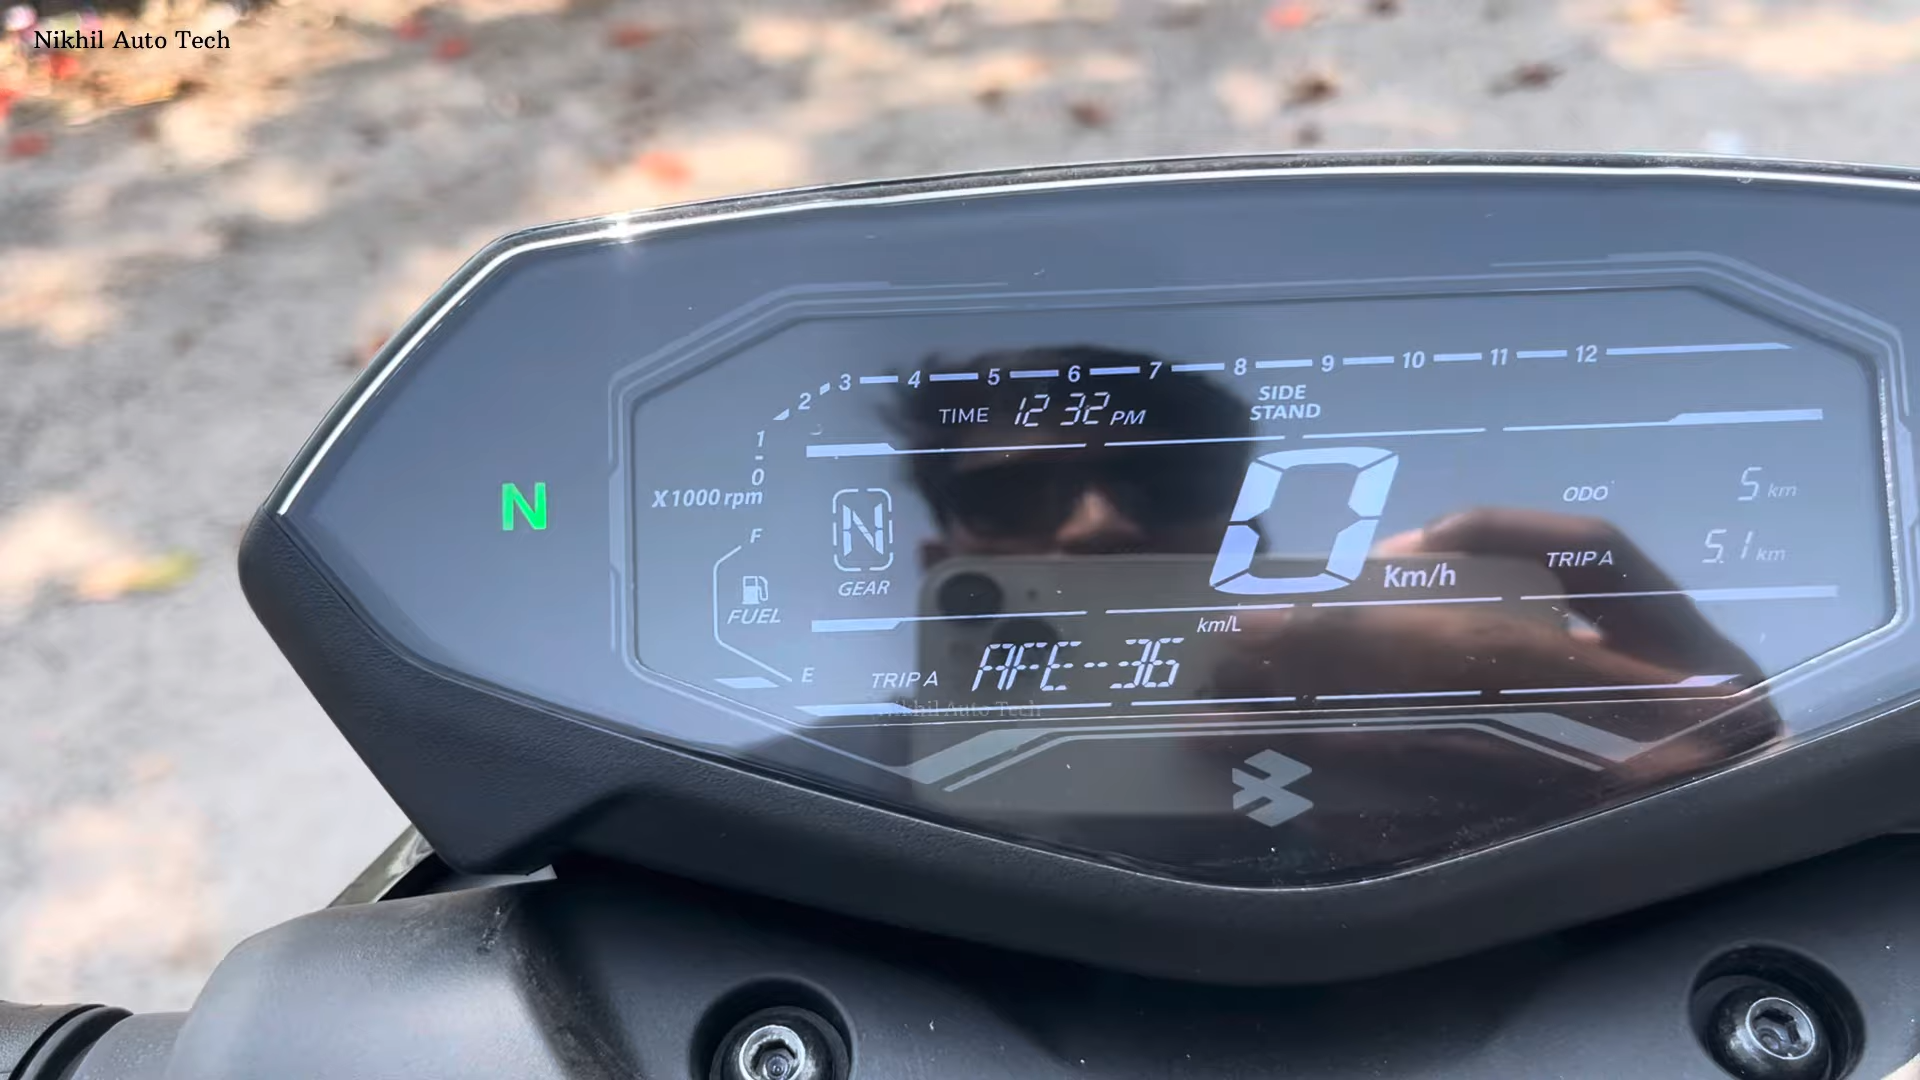 Nikhil Auto Tech
3 4 5 6 7 8 9 10 11 12
2
1
0
X1000 rpm
TIME 12 32 PM
SIDE
STAND
N
N
GEAR
F
FUEL
E
0 Km/h
ODO 5 km
TRIP A 5.1 km
km/L
TRIP A AFE--36
Nikhil Auto Tech